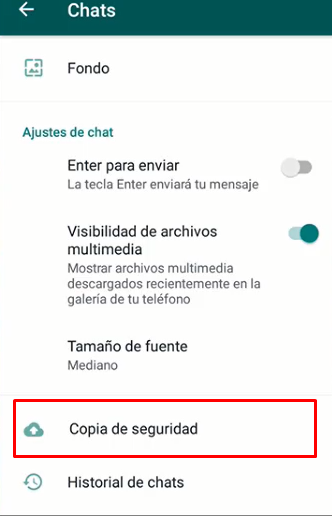 Chats
Fondo
Ajustes de chat
Enter para enviar
La tecla Enter enviará tu mensaje
Visibilidad de archivos
multimedia
Mostrar archivos multimedia
descargados recientemente en la
galería de tu teléfono
Tamaño de fuente
Mediano
Copia de seguridad
Historial de chats